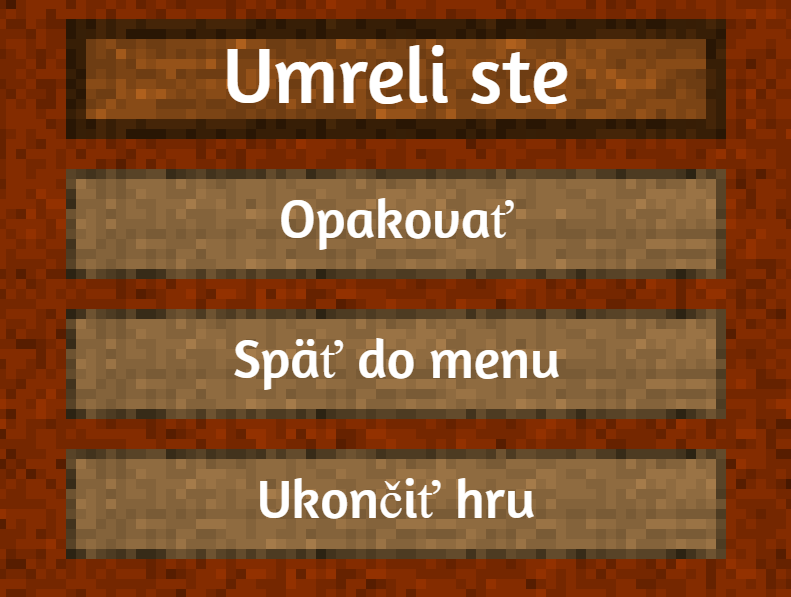 Umreli ste
Opakovať
Späť do menu
Ukončiť hru